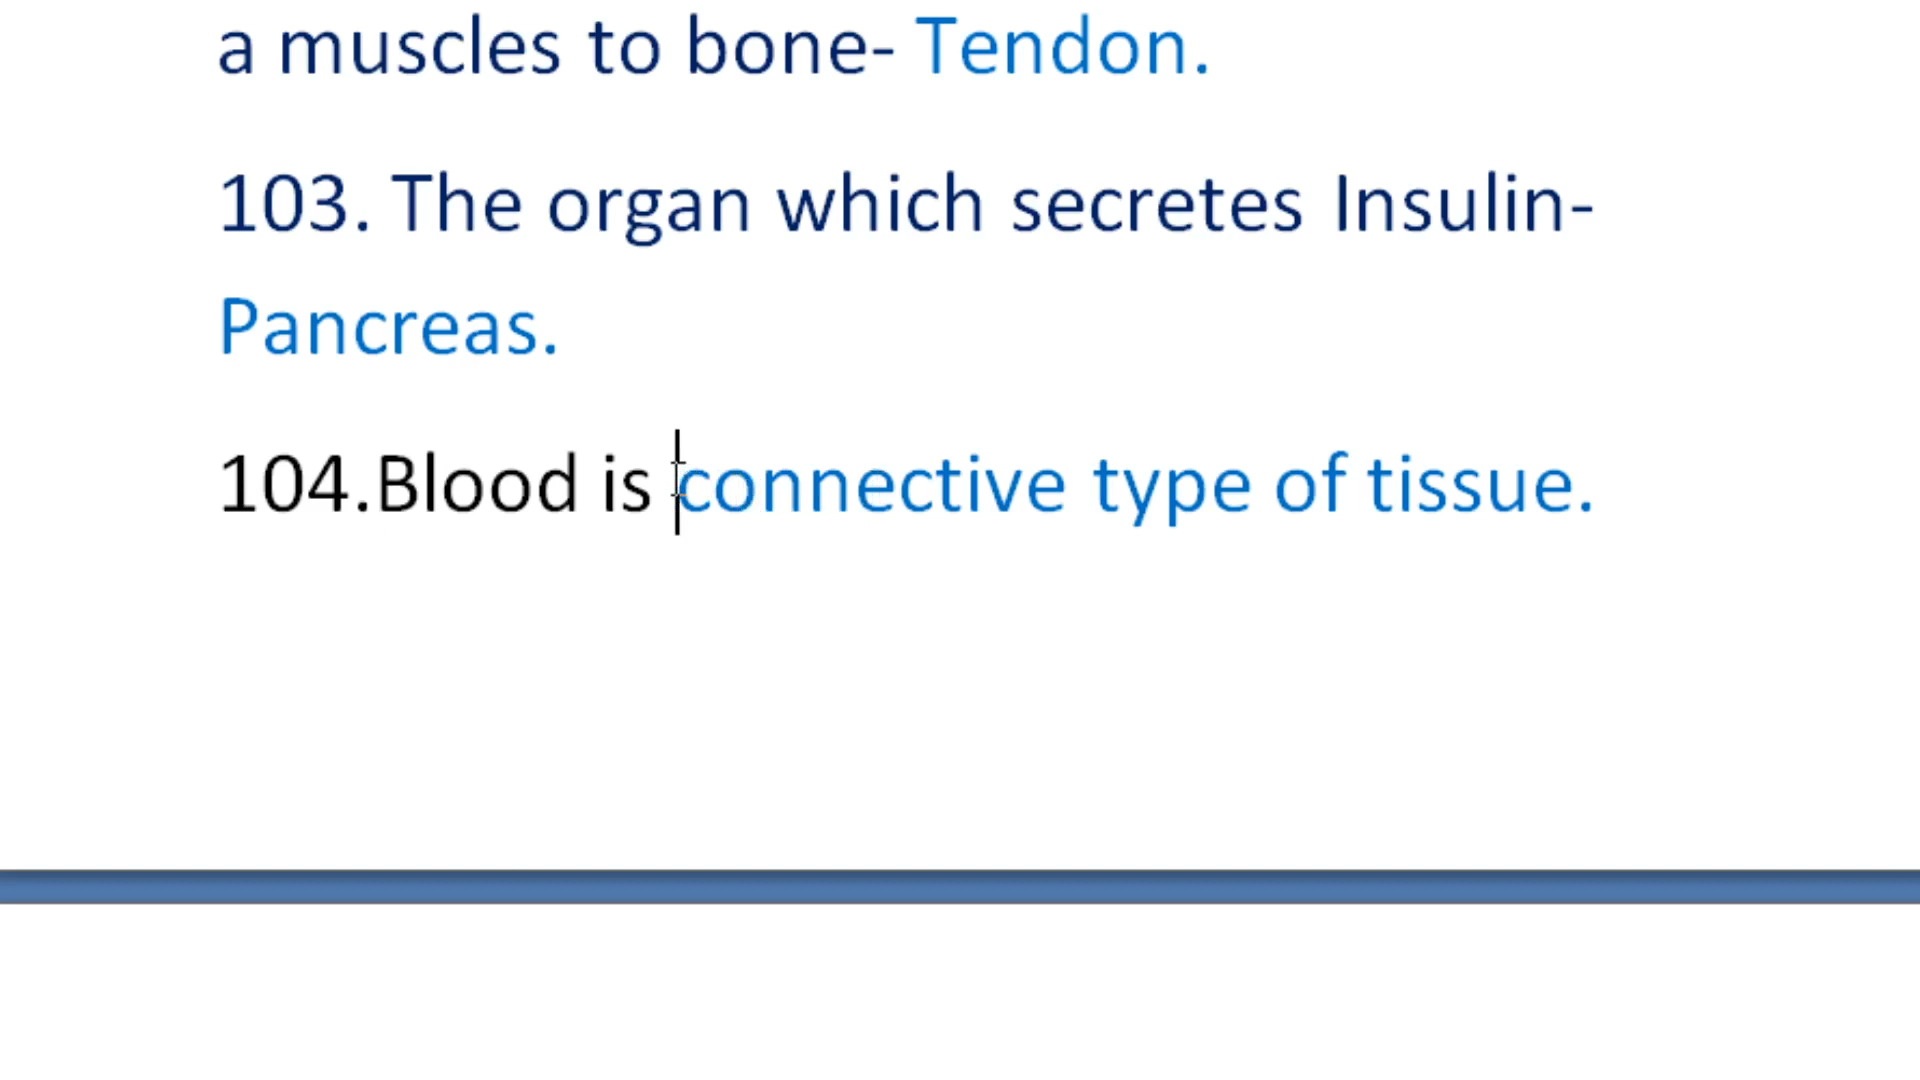 a muscles to bone- Tendon.
103. The organ which secretes Insulin-
Pancreas.
104.Blood is connective type of tissue.